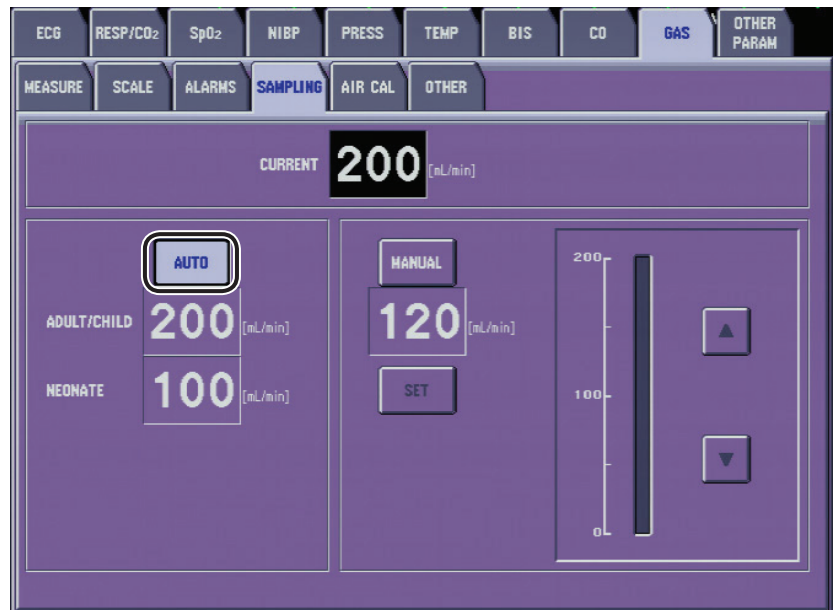 ECG RESP/CO2 SpO2 NIBP PRESS TEMP BIS CO GAS OTHER PARAM
MEASURE SCALE ALARMS SAMPLING AIR CAL OTHER
CURRENT 200 [mL/min]
AUTO
ADULT/CHILD 200 [mL/min]
NEONATE 100 [mL/min]
MANUAL
120 [mL/min]
SET
200
100
0